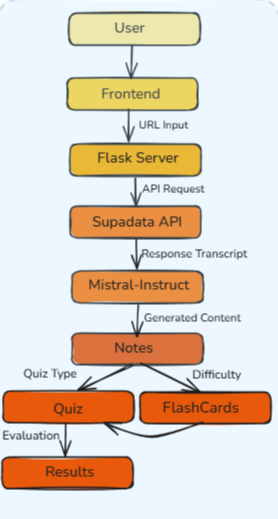 User
Frontend
URL Input
Flask Server
API Request
Supadata API
Response Transcript
Mistral-Instruct
Generated Content
Notes
Quiz Type
Difficulty
Quiz
FlashCards
Evaluation
Results